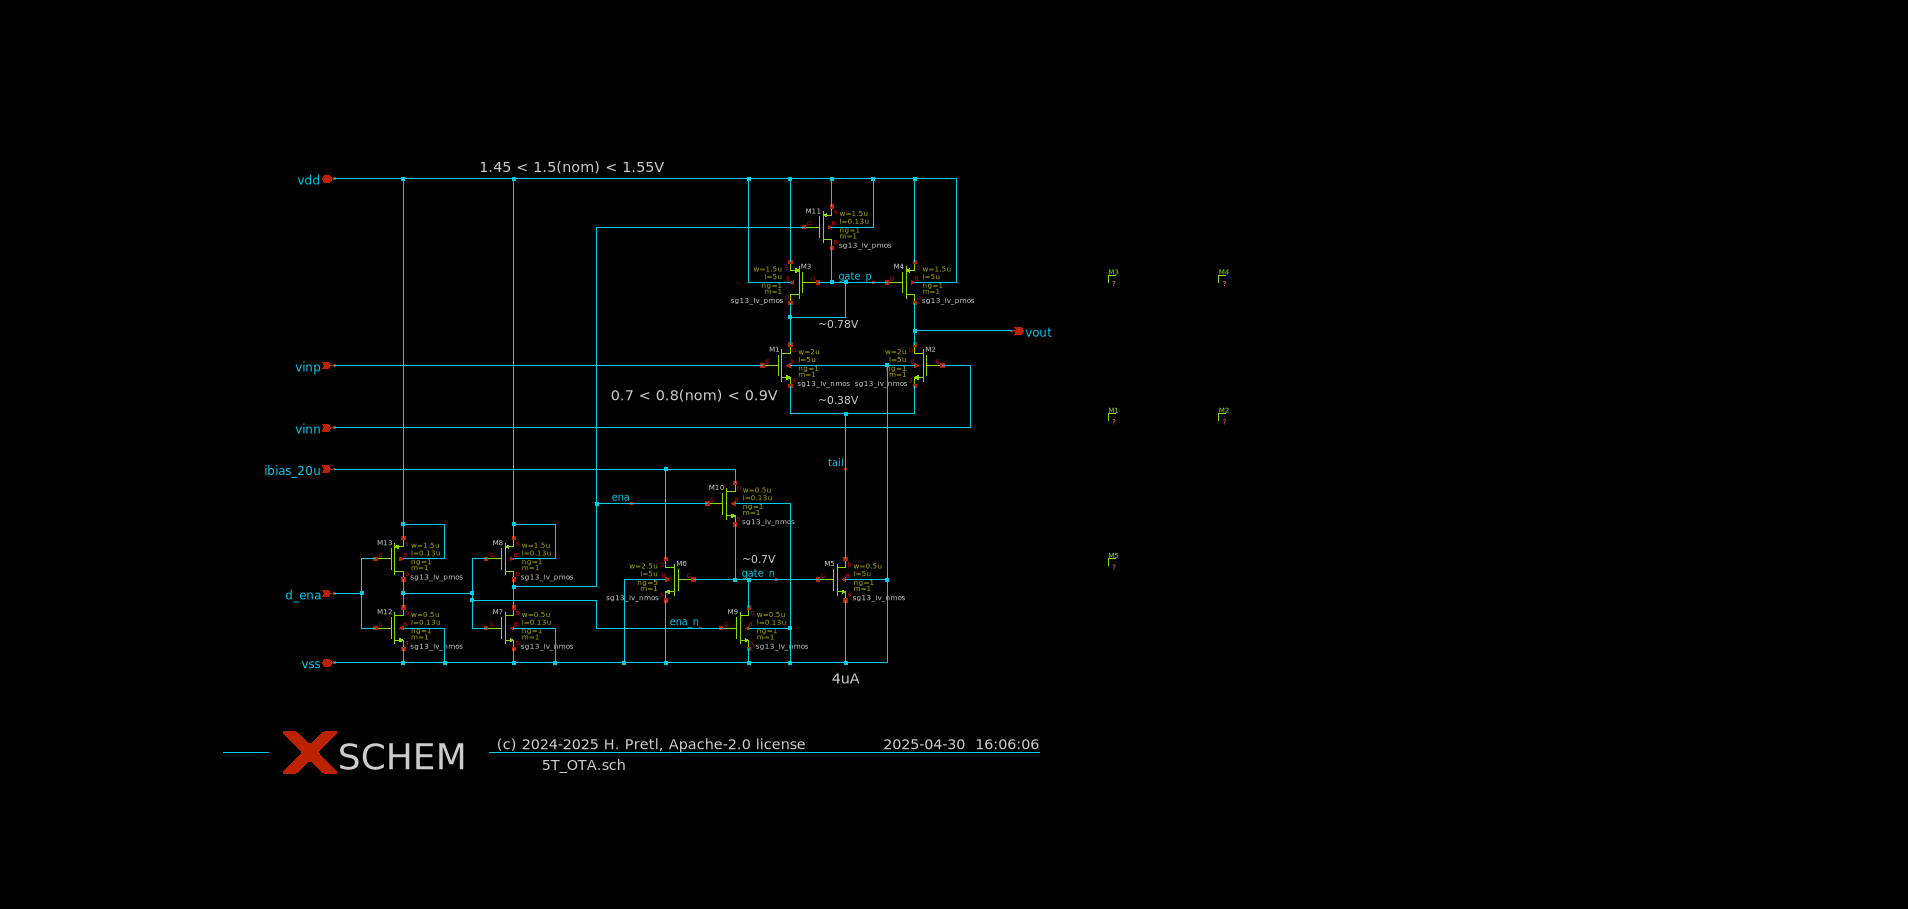 1.45 < 1.5(nom) < 1.55V
vdd
M11
w=1.5u
l=0.13u
ng=1
m=1
sg13_lv_pmos
M3
w=1.5u
l=5u
ng=1
m=1
sg13_lv_pmos
gate_p
M4
w=1.5u
l=5u
ng=1
m=1
sg13_lv_pmos
~0.78V
vout
M1
w=2u
l=5u
ng=1
m=1
sg13_lv_nmos
M2
w=2u
l=5u
ng=1
m=1
sg13_lv_nmos
vinp
0.7 < 0.8(nom) < 0.9V
~0.38V
vinn
tail
ibias_20u
M10
w=0.5u
l=0.13u
ng=1
m=1
sg13_lv_nmos
ena
M13
w=1.5u
l=0.13u
ng=1
m=1
sg13_lv_pmos
M8
w=1.5u
l=0.13u
ng=1
m=1
sg13_lv_pmos
~0.7V
gate_n
M6
w=2.5u
l=5u
ng=5
m=1
sg13_lv_nmos
M5
w=0.5u
l=5u
ng=1
m=1
sg13_lv_nmos
d_ena
M12
w=0.5u
l=0.13u
ng=1
m=1
sg13_lv_nmos
M7
w=0.5u
l=0.13u
ng=1
m=1
sg13_lv_nmos
ena_n
M9
w=0.5u
l=0.13u
ng=1
m=1
sg13_lv_nmos
vss
4uA
M3
?
M4
?
M1
?
M2
?
M5
?
XSCHEM
(c) 2024-2025 H. Pretl, Apache-2.0 license
2025-04-30 16:06:06
5T_OTA.sch